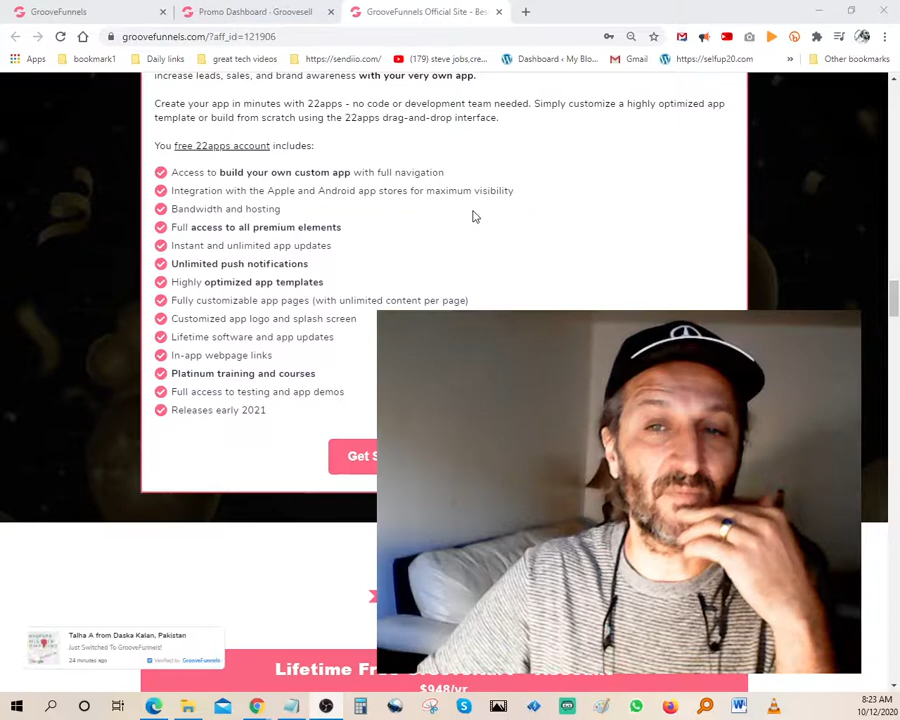 GrooveFunnels
Promo Dashboard - Groovesell
GrooveFunnels Official Site - Bes
groovefunnels.com/?aff_id=121906
Apps
bookmark1
Daily links
great tech videos
https://sendiio.com/
(179) steve jobs,cre...
Dashboard ‹ My Blo...
Gmail
https://selfup20.com
Other bookmarks
increase leads, sales, and brand awareness with your very own app.
Create your app in minutes with 22apps - no code or development team needed. Simply customize a highly optimized app
template or build from scratch using the 22apps drag-and-drop interface.
You free 22apps account includes:
Access to build your own custom app with full navigation
Integration with the Apple and Android app stores for maximum visibility
Bandwidth and hosting
Full access to all premium elements
Instant and unlimited app updates
Unlimited push notifications
Highly optimized app templates
Fully customizable app pages (with unlimited content per page)
Customized app logo and splash screen
Lifetime software and app updates
In-app webpage links
Platinum training and courses
Full access to testing and app demos
Releases early 2021
Get S
Talha A from Daska Kalan, Pakistan
Just Switched To GrooveFunnels!
24 minutes ago
Verified by GrooveFunnels
Lifetime Fre
$948/yr
8:23 AM
10/12/2020